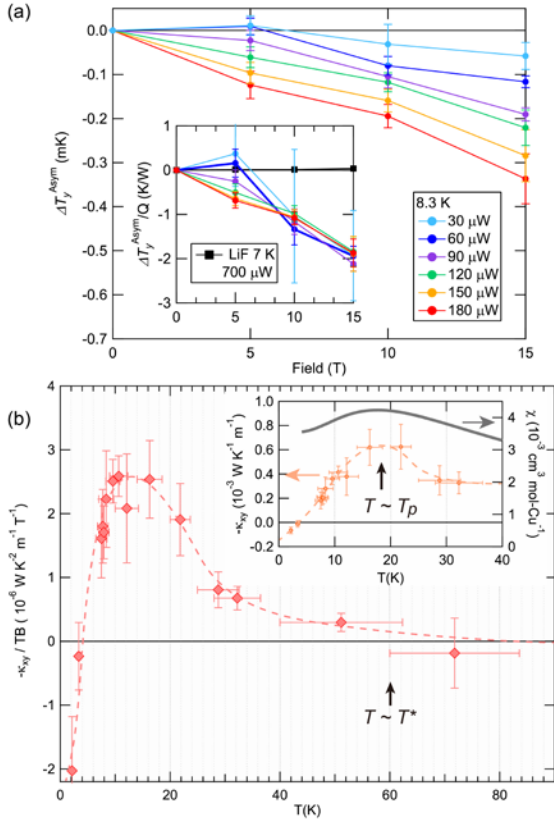 (a)
0.0
-0.1
-0.2
-0.3
-0.4
-0.5
-0.6
-0.7
ΔT_y^Asym (mK)
0
5
10
15
Field (T)
1
0
-1
-2
-3
ΔT_y^Asym/Q (K/W)
0
5
10
15
LiF 7 K
700 μW
8.3 K
30 μW
60 μW
90 μW
120 μW
150 μW
180 μW
(b)
4
3
2
1
0
-1
-2
-κ_xy / TB ( 10^-6 W K^-2 m^-1 T^-1)
0
20
40
60
80
T(K)
T ~ T*
1.0
0.8
0.6
0.4
0.2
0.0
-0.2
-κ_xy (10^-3 W K^-1 m^-1)
0
10
20
30
40
T(K)
4
3
2
1
0
χ (10^-3 cm^3 mol-Cu^-1)
T ~ T_p